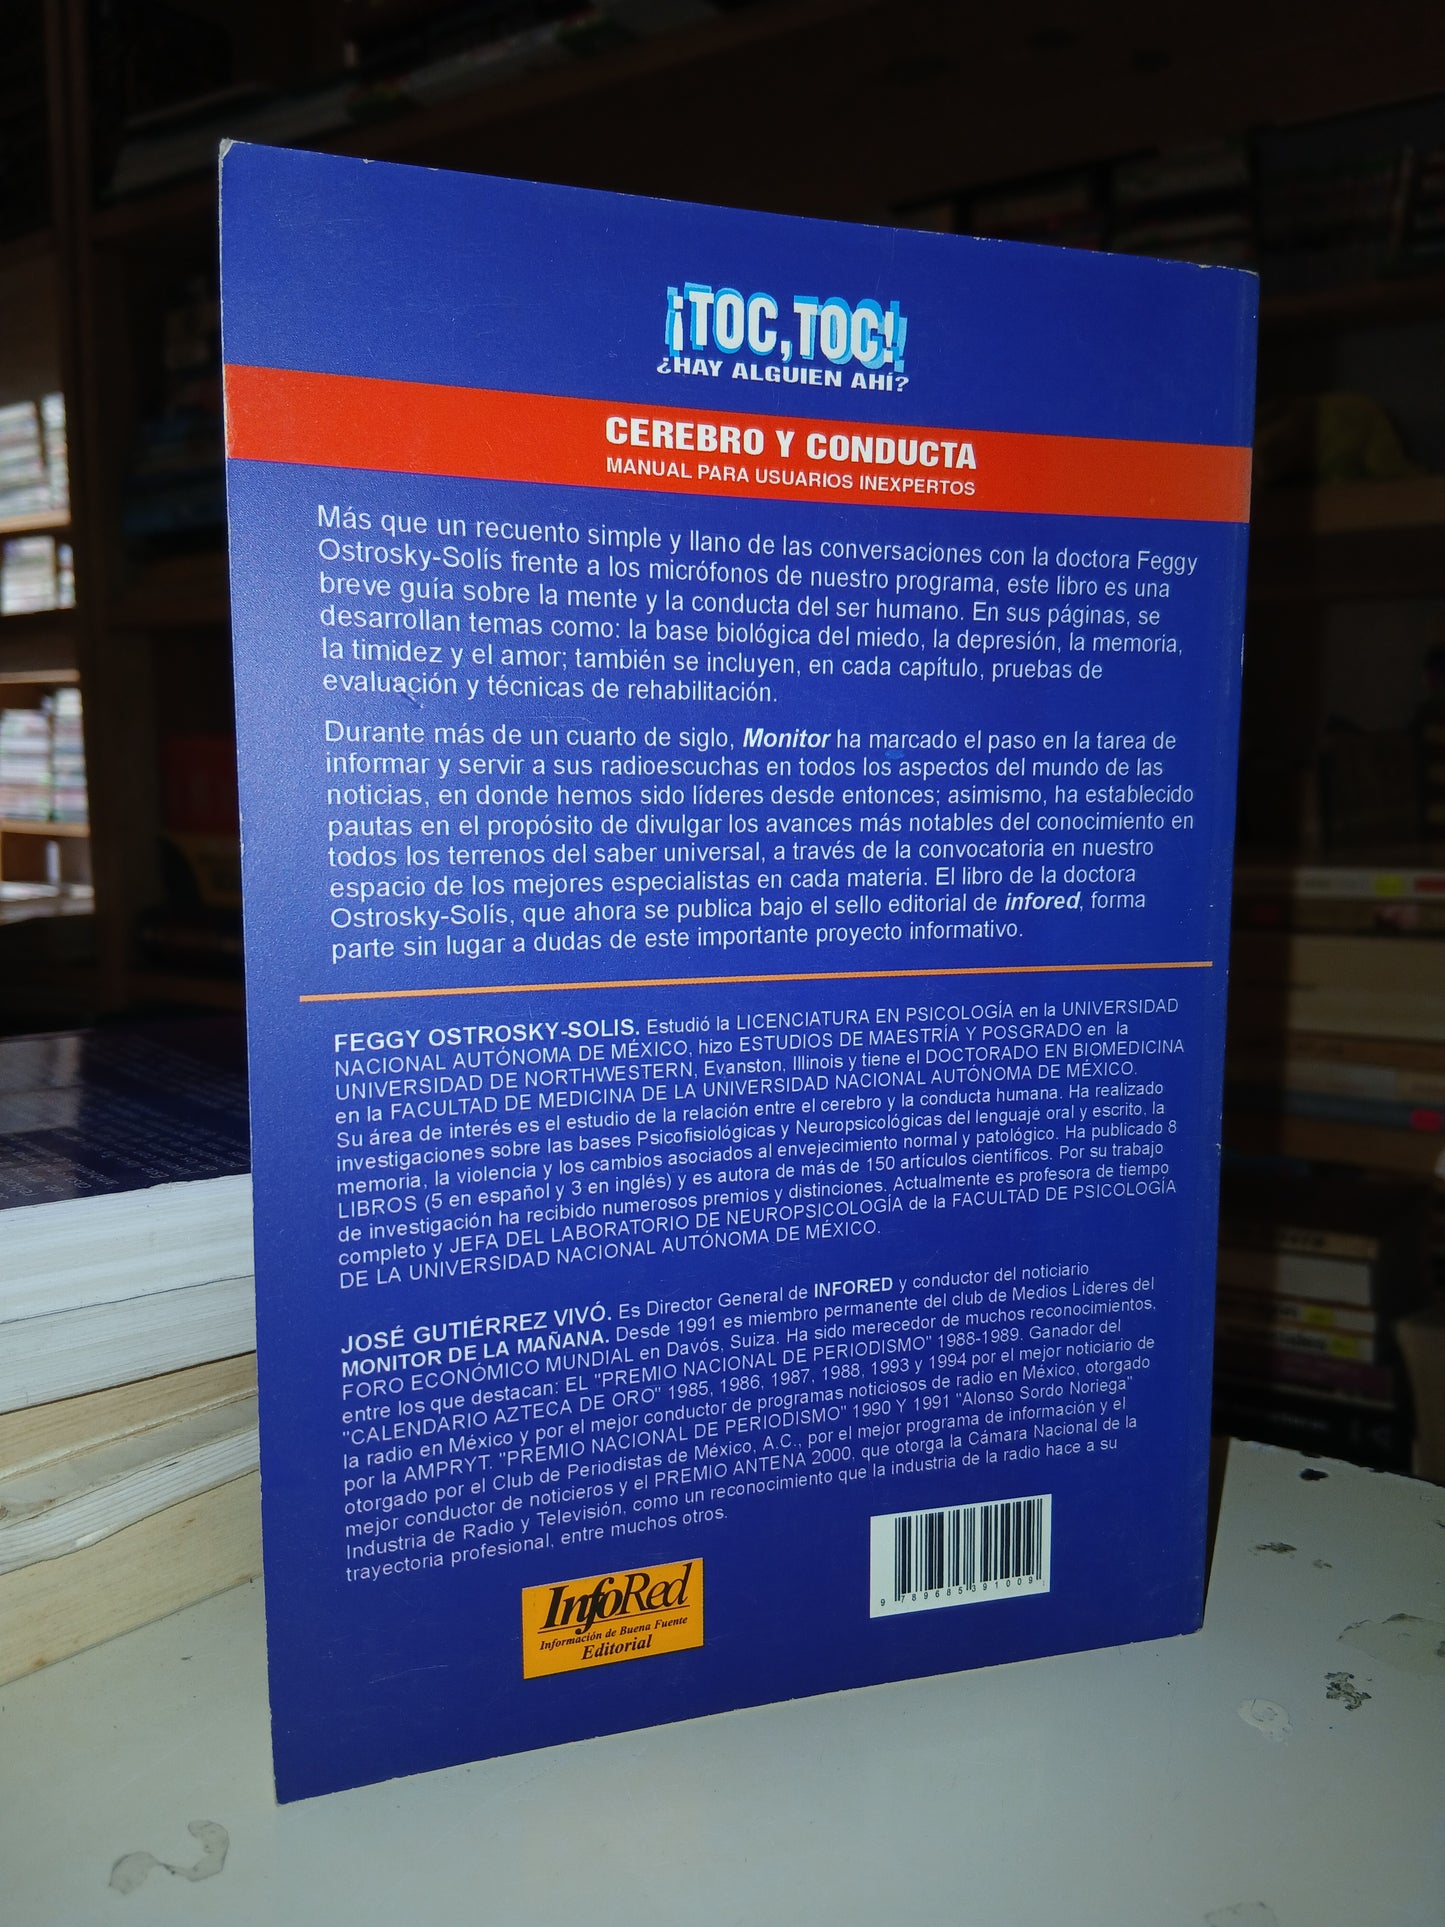 ¡TOC, TOC!
¿HAY ALGUIEN AHÍ?
CEREBRO Y CONDUCTA
MANUAL PARA USUARIOS INEXPERTOS
Más que un recuento simple y llano de las conversaciones con la doctora Feggy
Ostrosky-Solís frente a los micrófonos de nuestro programa, este libro es una
breve guía sobre la mente y la conducta del ser humano. En sus páginas, se
desarrollan temas como: la base biológica del miedo, la depresión, la memoria,
la timidez y el amor; también se incluyen, en cada capítulo, pruebas de
evaluación y técnicas de rehabilitación.
Durante más de un cuarto de siglo, Monitor ha marcado el paso en la tarea de
informar y servir a sus radioescuchas en todos los aspectos del mundo de las
noticias, en donde hemos sido líderes desde entonces; asimismo, ha establecido
pautas en el propósito de divulgar los avances más notables del conocimiento en
todos los terrenos del saber universal, a través de la convocatoria en nuestro
espacio de los mejores especialistas en cada materia. El libro de la doctora
Ostrosky-Solís, que ahora se publica bajo el sello editorial de infored, forma
parte sin lugar a dudas de este importante proyecto informativo.
FEGGY OSTROSKY-SOLIS. Estudió la LICENCIATURA EN PSICOLOGÍA en la UNIVERSIDAD
NACIONAL AUTÓNOMA DE MÉXICO, hizo ESTUDIOS DE MAESTRÍA Y POSGRADO en la
UNIVERSIDAD DE NORTHWESTERN, Evanston, Illinois y tiene el DOCTORADO EN BIOMEDICINA
en la FACULTAD DE MEDICINA DE LA UNIVERSIDAD NACIONAL AUTÓNOMA DE MÉXICO.
Su área de interés es el estudio de la relación entre el cerebro y la conducta humana. Ha realizado
investigaciones sobre las bases Psicofisiológicas y Neuropsicológicas del lenguaje oral y escrito, la
memoria, la violencia y los cambios asociados al envejecimiento normal y patológico. Ha publicado 8
LIBROS (5 en español y 3 en inglés) y es autora de más de 150 artículos científicos. Por su trabajo
de investigación ha recibido numerosos premios y distinciones. Actualmente es profesora de tiempo
completo y JEFA DEL LABORATORIO DE NEUROPSICOLOGÍA de la FACULTAD DE PSICOLOGÍA
DE LA UNIVERSIDAD NACIONAL AUTÓNOMA DE MÉXICO.
JOSÉ GUTIÉRREZ VIVÓ. Es Director General de INFORED y conductor del noticiario
MONITOR DE LA MAÑANA. Desde 1991 es miembro permanente del club de Medios Líderes del
FORO ECONÓMICO MUNDIAL en Davós, Suiza. Ha sido merecedor de muchos reconocimientos,
entre los que destacan: EL "PREMIO NACIONAL DE PERIODISMO" 1988-1989. Ganador del
"CALENDARIO AZTECA DE ORO" 1985, 1986, 1987, 1988, 1993 y 1994 por el mejor noticiario de
la radio en México y por el mejor conductor de programas noticiosos de radio en México, otorgado
por la AMPRYT. "PREMIO NACIONAL DE PERIODISMO" 1990 Y 1991 "Alonso Sordo Noriega"
otorgado por el Club de Periodistas de México, A.C., por el mejor programa de información y el
mejor conductor de noticieros y el PREMIO ANTENA 2000, que otorga la Cámara Nacional de la
Industria de Radio y Televisión, como un reconocimiento que la industria de la radio hace a su
trayectoria profesional, entre muchos otros.
InfoRed
Información de Buena Fuente
Editorial
9 789685 391009